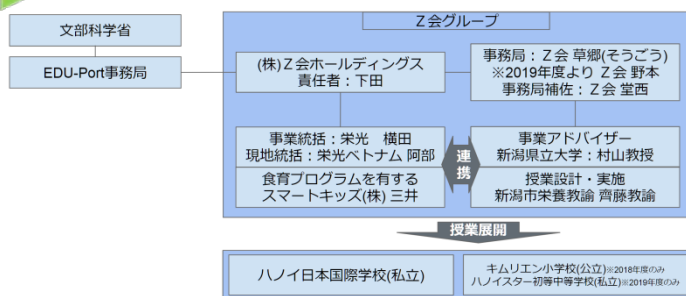 Ｚ会グループ
文部科学省
EDU-Port事務局
(株)Ｚ会ホールディングス
責任者：下田
事務局：Ｚ会 草郷(そうごう)
※2019年度より Ｚ会 野本
事務局補佐：Ｚ会 堂西
事業統括：栄光　横田
現地統括：栄光ベトナム 阿部
食育プログラムを有する
スマートキッズ(株) 三井
連携
事業アドバイザー
新潟県立大学：村山教授
授業設計・実施
新潟市栄養教諭 齊藤教諭
授業展開
ハノイ日本国際学校(私立)
キムリエン小学校(公立)※2018年度のみ
ハノイスター初等中等学校(私立)※2019年度のみ